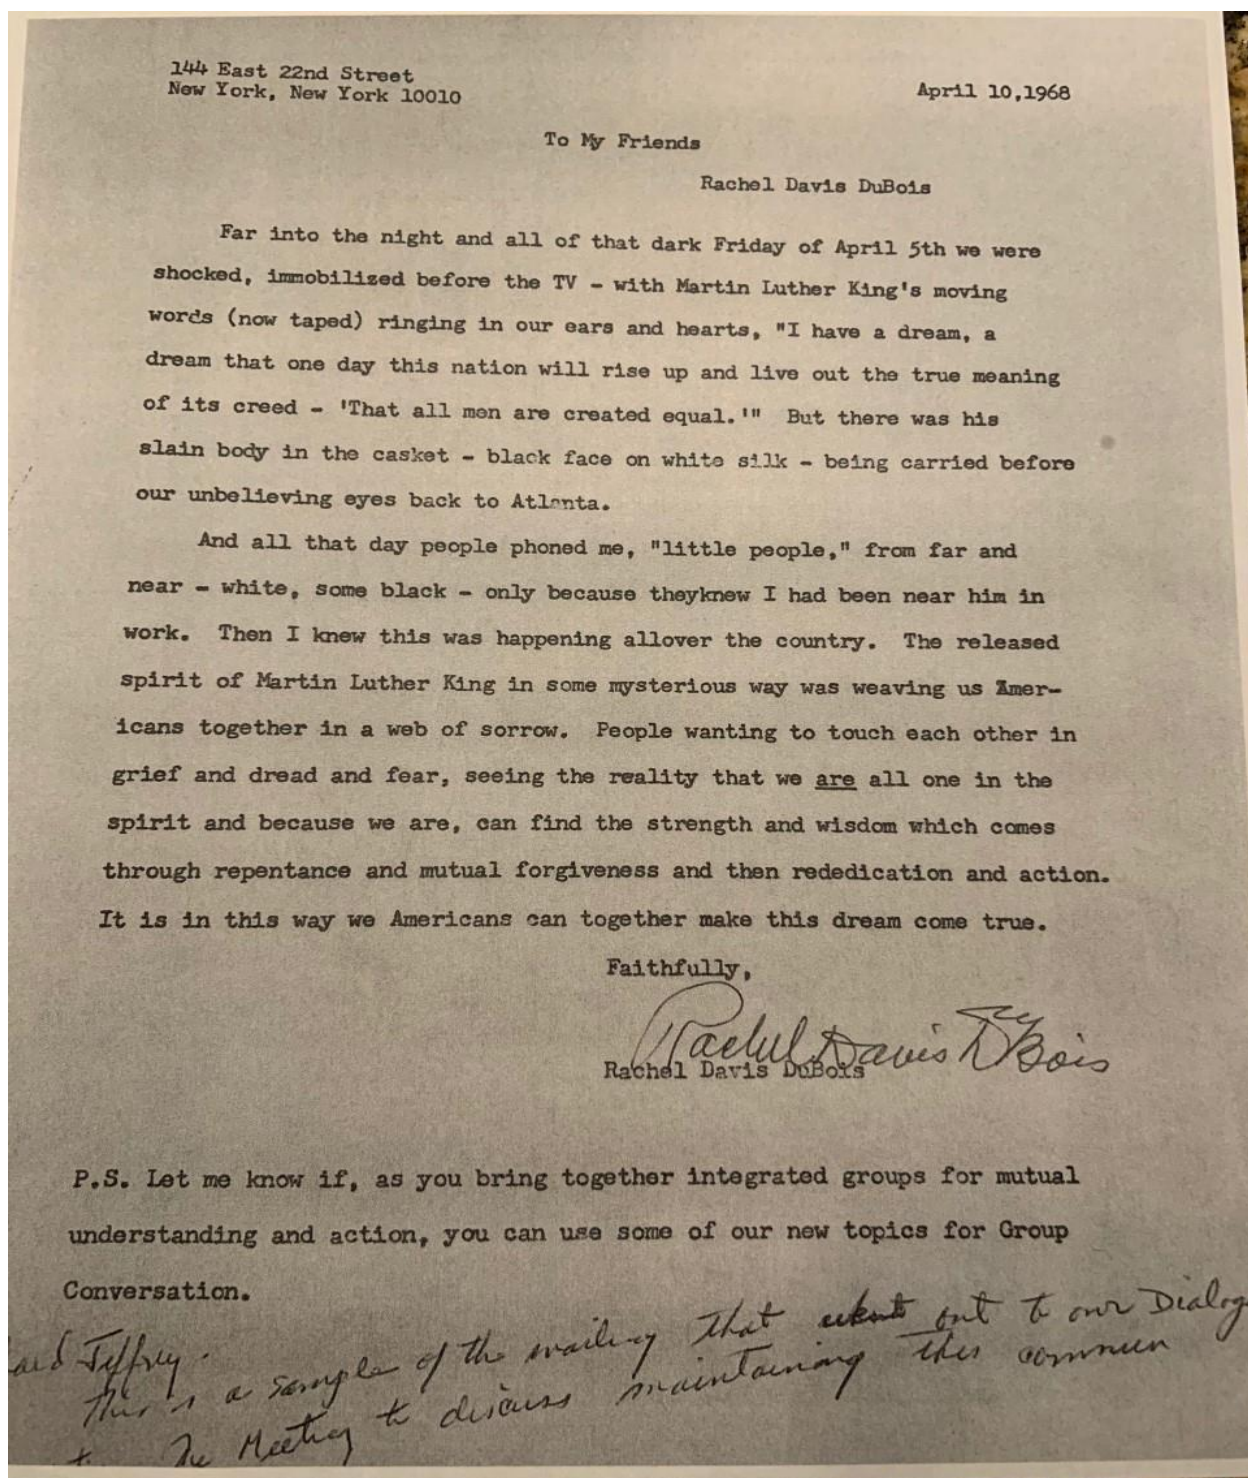 144 East 22nd Street
New York, New York 10010
April 10,1968
To My Friends
Rachel Davis DuBois
Far into the night and all of that dark Friday of April 5th we were
shocked, immobilized before the TV - with Martin Luther King's moving
words (now taped) ringing in our ears and hearts, "I have a dream, a
dream that one day this nation will rise up and live out the true meaning
of its creed - 'That all men are created equal.'" But there was his
slain body in the casket - black face on white silk - being carried before
our unbelieving eyes back to Atlanta.
And all that day people phoned me, "little people," from far and
near - white, some black - only because theyknew I had been near him in
work. Then I knew this was happening allover the country. The released
spirit of Martin Luther King in some mysterious way was weaving us Amer-
icans together in a web of sorrow. People wanting to touch each other in
grief and dread and fear, seeing the reality that we are all one in the
spirit and because we are, can find the strength and wisdom which comes
through repentance and mutual forgiveness and then rededication and action.
It is in this way we Americans can together make this dream come true.
Faithfully,
Rachel Davis DuBois
Rachel Davis DuBois
P.S. Let me know if, as you bring together integrated groups for mutual
understanding and action, you can use some of our new topics for Group
Conversation.
Jeffrey.
This is a sample of the mailing that went out to our Dialog
The Meeting to discuss maintaining this commun